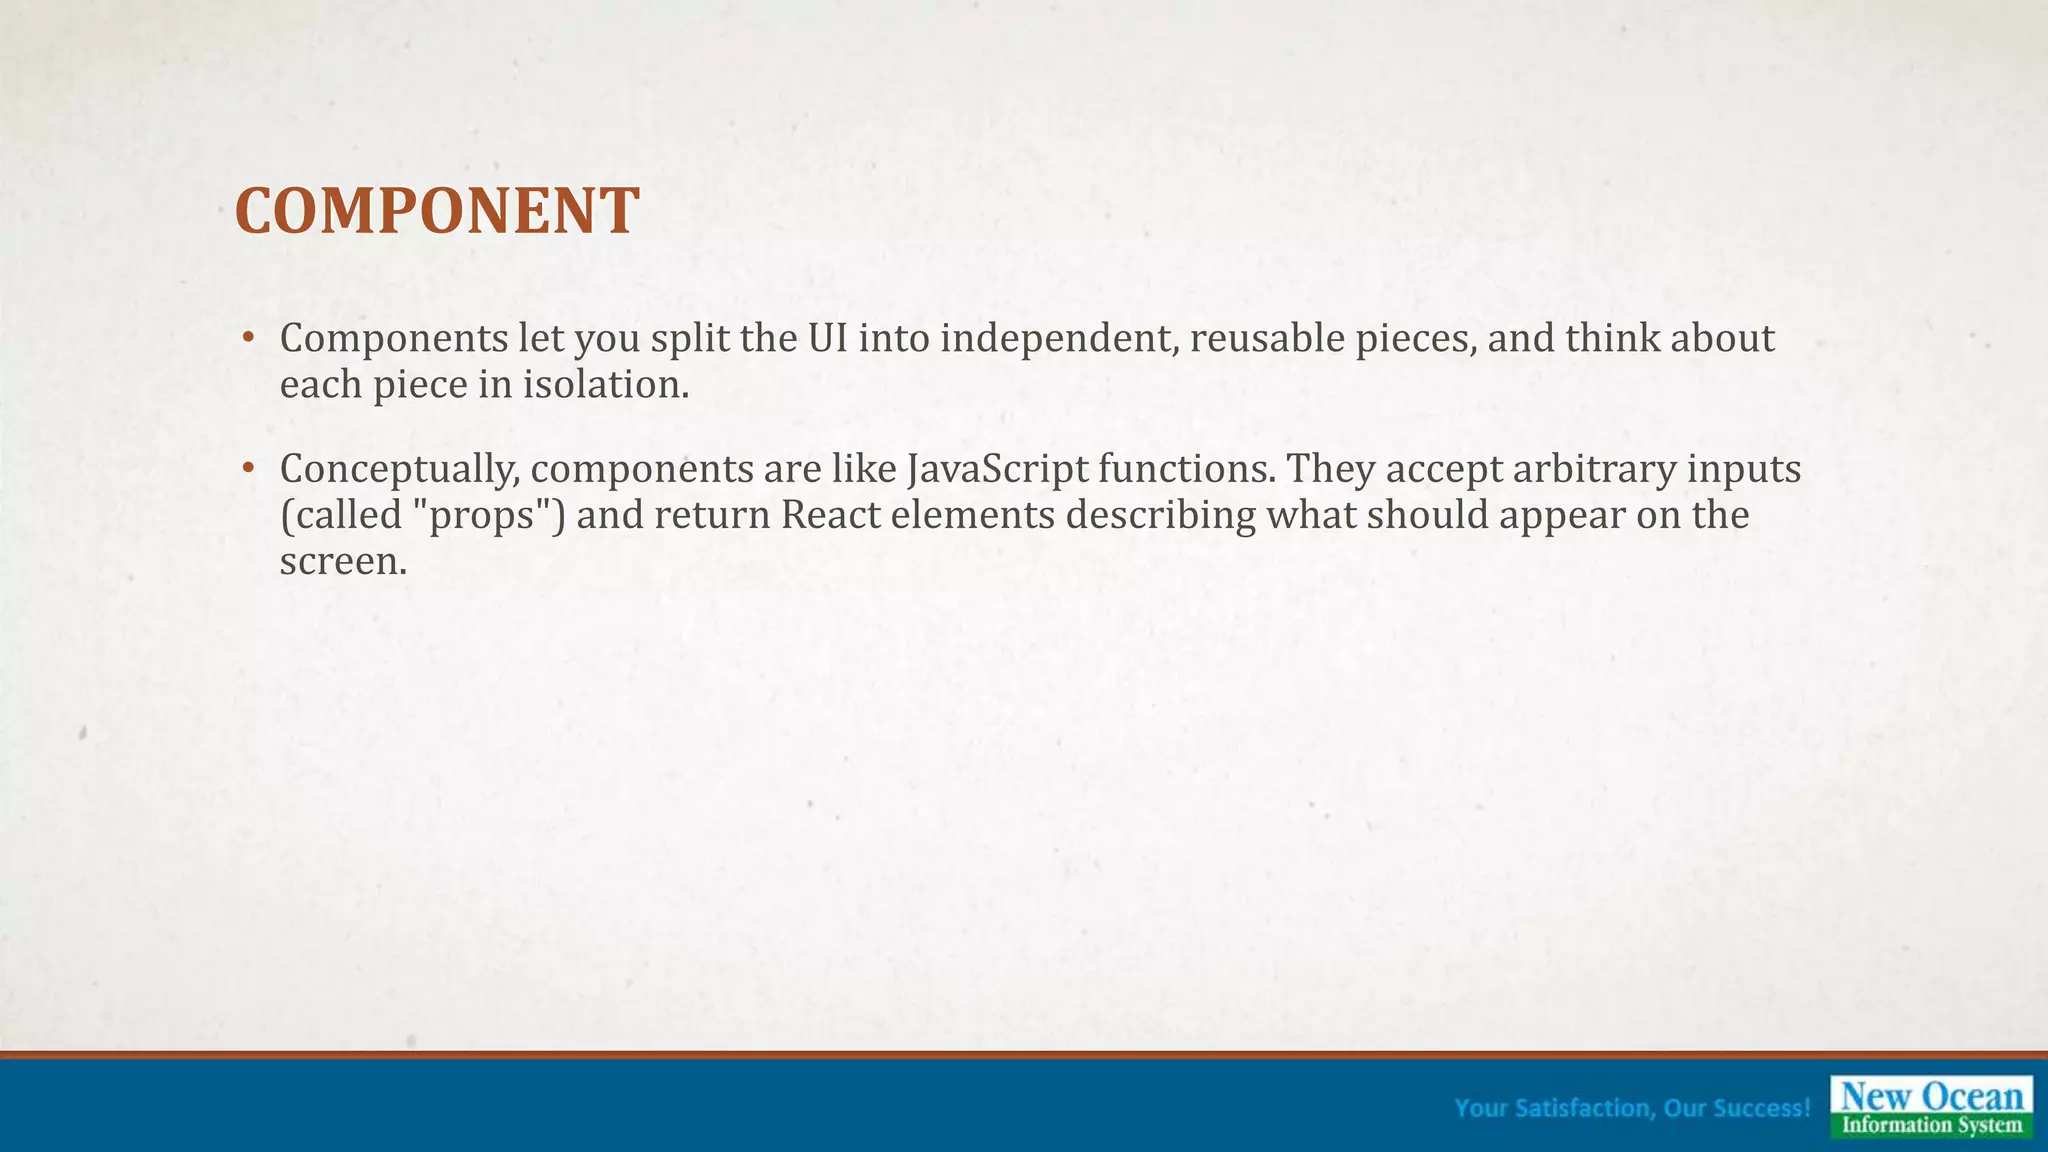 COMPONENT
• Components let you split the UI into independent, reusable pieces, and think about
each piece in isolation.
• Conceptually, components are like JavaScript functions. They accept arbitrary inputs
(called "props") and return React elements describing what should appear on the
screen.
Your Satisfaction, Our Success!
New Ocean
Information System